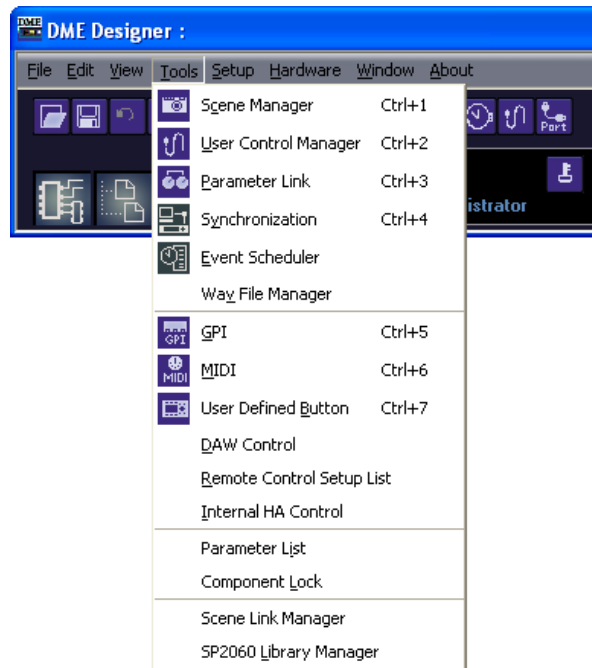 DME DME Designer :
File Edit View Tools Setup Hardware Window About
Scene Manager Ctrl+1
User Control Manager Ctrl+2
Port
Parameter Link Ctrl+3
istrator
Synchronization Ctrl+4
Event Scheduler
Wav File Manager
GPI GPI Ctrl+5
MIDI MIDI Ctrl+6
User Defined Button Ctrl+7
DAW Control
Remote Control Setup List
Internal HA Control
Parameter List
Component Lock
Scene Link Manager
SP2060 Library Manager